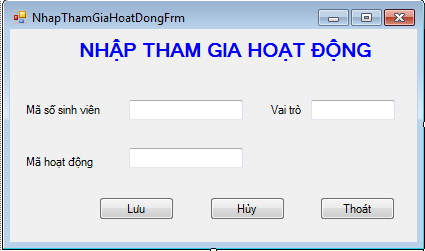 NhapThamGiaHoatDongFrm
NHẬP THAM GIA HOẠT ĐỘNG
Mã số sinh viên
Vai trò
Mã hoạt động
Lưu
Hủy
Thoát